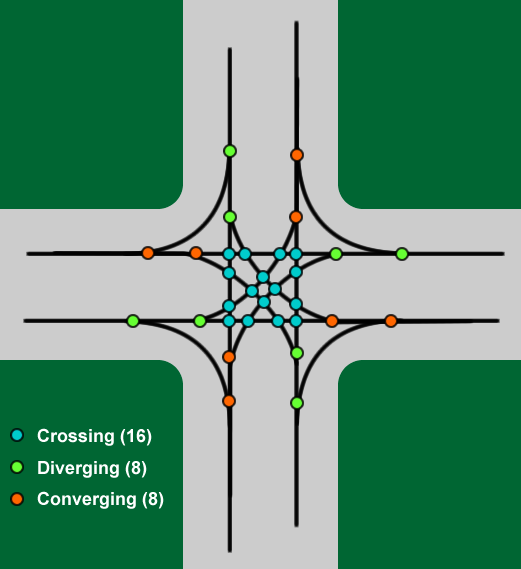 Crossing (16)
Diverging (8)
Converging (8)